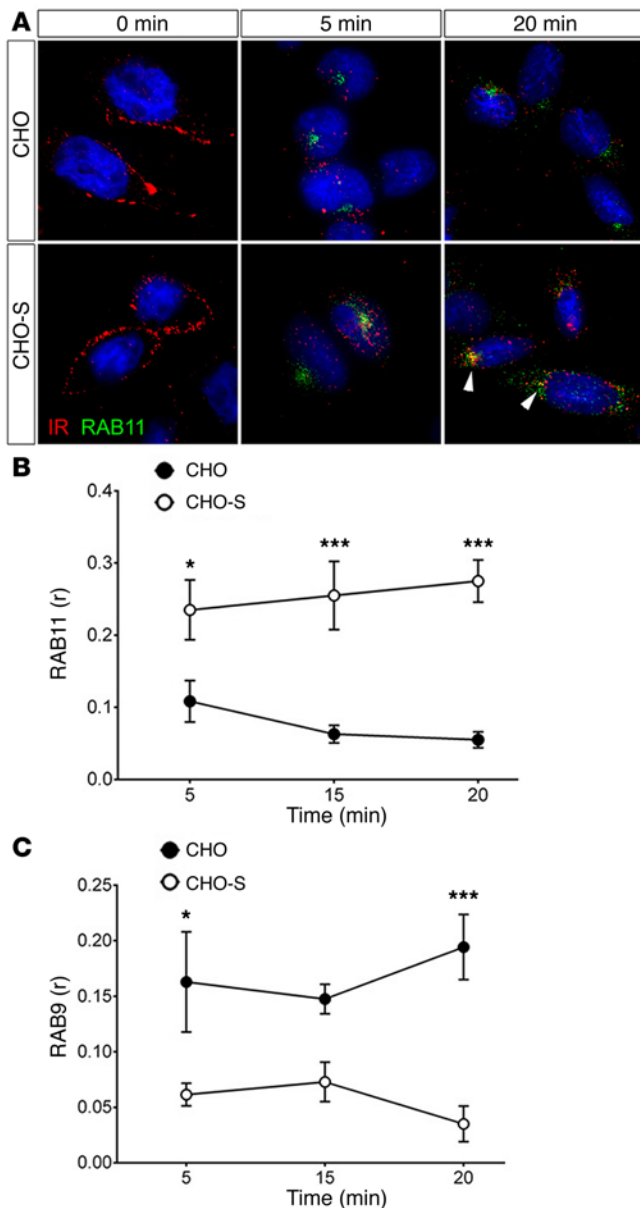 A
0 min
5 min
20 min
CHO
CHO-S
IR RAB11
B
CHO
CHO-S
0.4
0.3
0.2
0.1
0.0
RAB11 (r)
*
***
***
5
15
20
Time (min)
C
CHO
CHO-S
0.25
0.20
0.15
0.10
0.05
0.00
RAB9 (r)
*
***
5
15
20
Time (min)